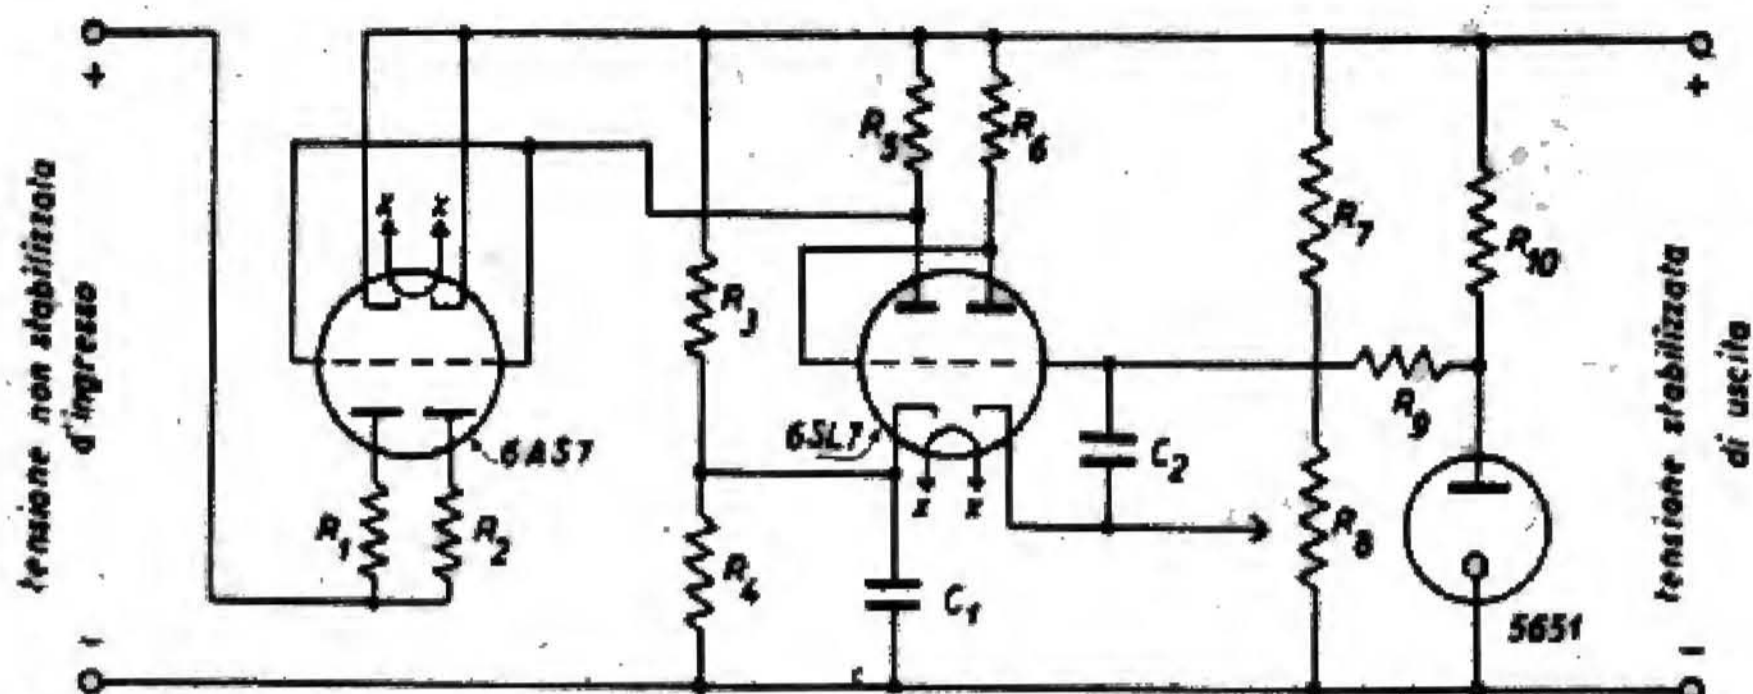 +
tensione non stabilizzata
d'ingresso
-
x x
6AS7
R1
R2
R3
R4
R5
R6
6SL7
x x
C1
C2
R7
R8
R9
R10
5651
+
tensione stabilizzata
di uscita
-